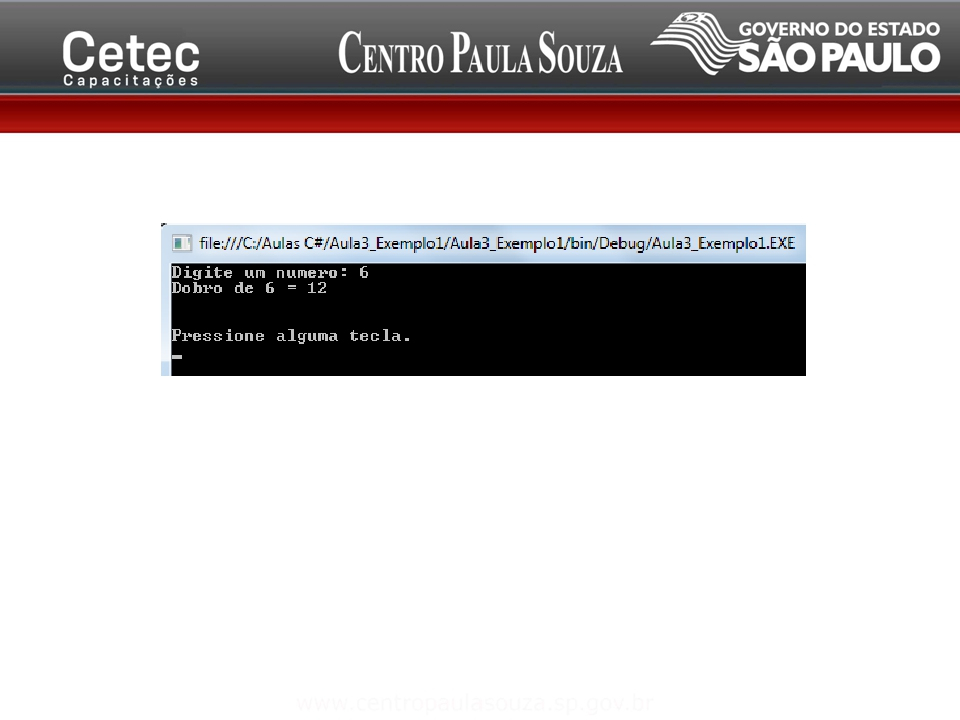 Cetec
Capacitações
CENTRO PAULA SOUZA
GOVERNO DO ESTADO
SÃO PAULO
file:///C:/Aulas C#/Aula3_Exemplo1/Aula3_Exemplo1/bin/Debug/Aula3_Exemplo1.EXE
Digite um numero: 6
Dobro de 6 = 12
Pressione alguma tecla.
www.centropaulasouza.sp.gov.br